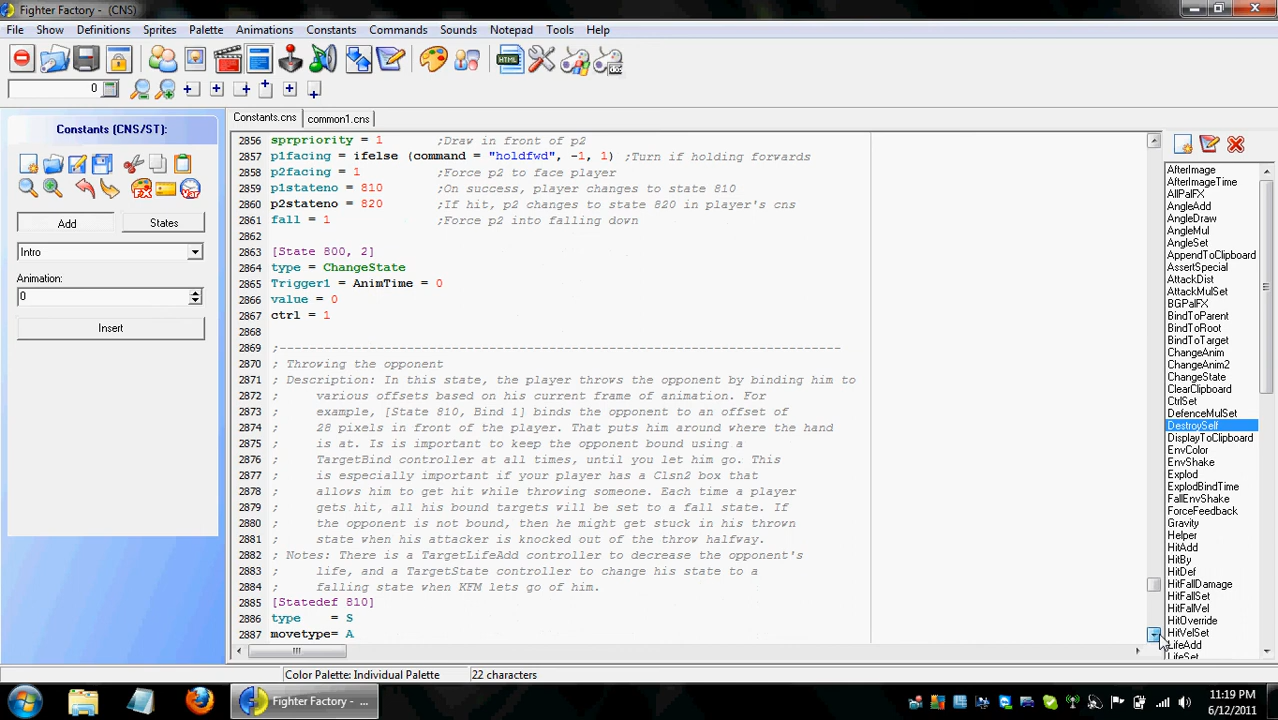 Fighter Factory - (CNS)
File Show Definitions Sprites Palette Animations Constants Commands Sounds Notepad Tools Help
0
Constants (CNS/ST):
Add States
Intro
Animation:
0
Insert
Constants.cns common1.cns
2856 sprpriority = 1 ;Draw in front of p2
2857 p1facing = ifelse (command = "holdfwd", -1, 1) ;Turn if holding forwards
2858 p2facing = 1 ;Force p2 to face player
2859 p1stateno = 810 ;On success, player changes to state 810
2860 p2stateno = 820 ;If hit, p2 changes to state 820 in player's cns
2861 fall = 1 ;Force p2 into falling down
2862
2863 [State 800, 2]
2864 type = ChangeState
2865 Trigger1 = AnimTime = 0
2866 value = 0
2867 ctrl = 1
2868
2869 ;---------------------------------------------------------------------------
2870 ; Throwing the opponent
2871 ; Description: In this state, the player throws the opponent by binding him to
2872 ; various offsets based on his current frame of animation. For
2873 ; example, [State 810, Bind 1] binds the opponent to an offset of
2874 ; 28 pixels in front of the player. That puts him around where the hand
2875 ; is at. Is is important to keep the opponent bound using a
2876 ; TargetBind controller at all times, until you let him go. This
2877 ; is especially important if your player has a Clsn2 box that
2878 ; allows him to get hit while throwing someone. Each time a player
2879 ; gets hit, all his bound targets will be set to a fall state. If
2880 ; the opponent is not bound, then he might get stuck in his thrown
2881 ; state when his attacker is knocked out of the throw halfway.
2882 ; Notes: There is a TargetLifeAdd controller to decrease the opponent's
2883 ; life, and a TargetState controller to change his state to a
2884 ; falling state when KFM lets go of him.
2885 [Statedef 810]
2886 type = S
2887 movetype= A
AfterImage
AfterImageTime
AllPalFX
AngleAdd
AngleDraw
AngleMul
AngleSet
AppendToClipboard
AssertSpecial
AttackDist
AttackMulSet
BGPalFX
BindToParent
BindToRoot
BindToTarget
ChangeAnim
ChangeAnim2
ChangeState
ClearClipboard
CtrlSet
DefenceMulSet
DestroySelf
DisplayToClipboard
EnvColor
EnvShake
Explod
ExplodBindTime
FallEnvShake
ForceFeedback
Gravity
Helper
HitAdd
HitBy
HitDef
HitFallDamage
HitFallSet
HitFallVel
HitOverride
HitVelSet
LifeAdd
LifeSet
Color Palette: Individual Palette 22 characters
Fighter Factory - ...
11:19 PM
6/12/2011